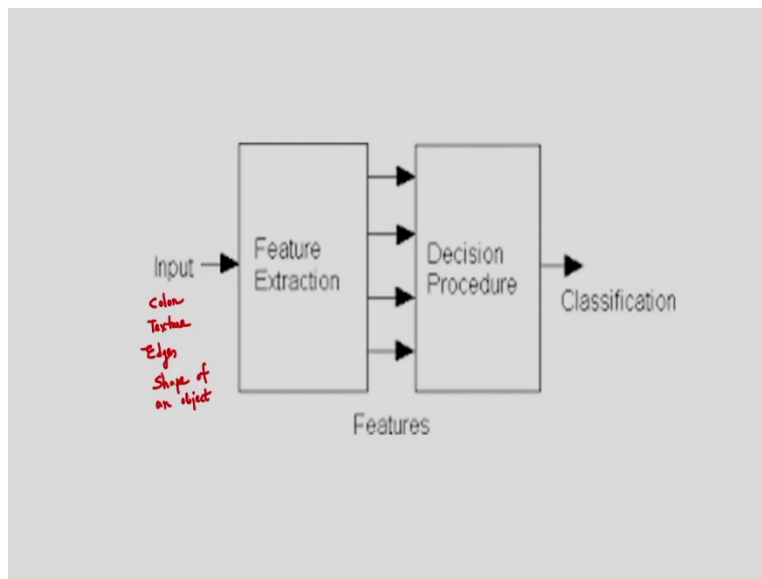 Feature
Extraction
Decision
Procedure
Input
Classification
Color
Texture
Edges
Shape of
an object
Features